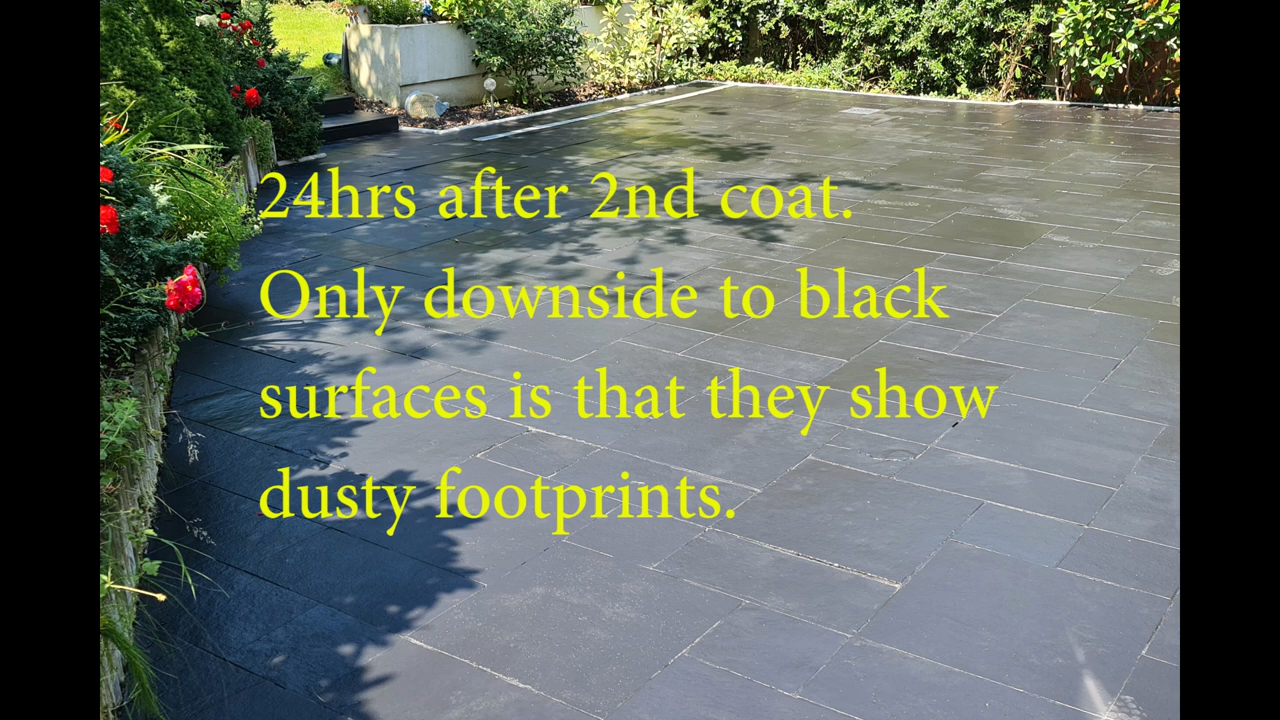 24hrs after 2nd coat.
Only downside to black
surfaces is that they show
dusty footprints.